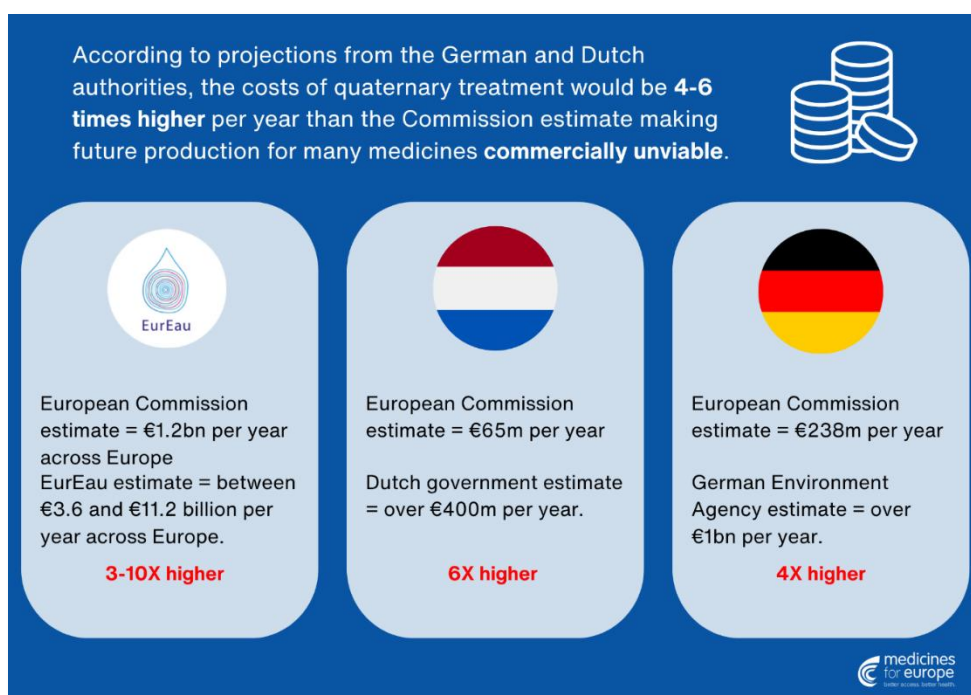 According to projections from the German and Dutch
authorities, the costs of quaternary treatment would be 4-6
times higher per year than the Commission estimate making
future production for many medicines commercially unviable.
EurEau
European Commission
estimate = €1.2bn per year
across Europe
EurEau estimate = between
€3.6 and €11.2 billion per
year across Europe.
3-10X higher
European Commission
estimate = €65m per year
Dutch government estimate
= over €400m per year.
6X higher
European Commission
estimate = €238m per year
German Environment
Agency estimate = over
€1bn per year.
4X higher
medicines
for europe
better access. better health.